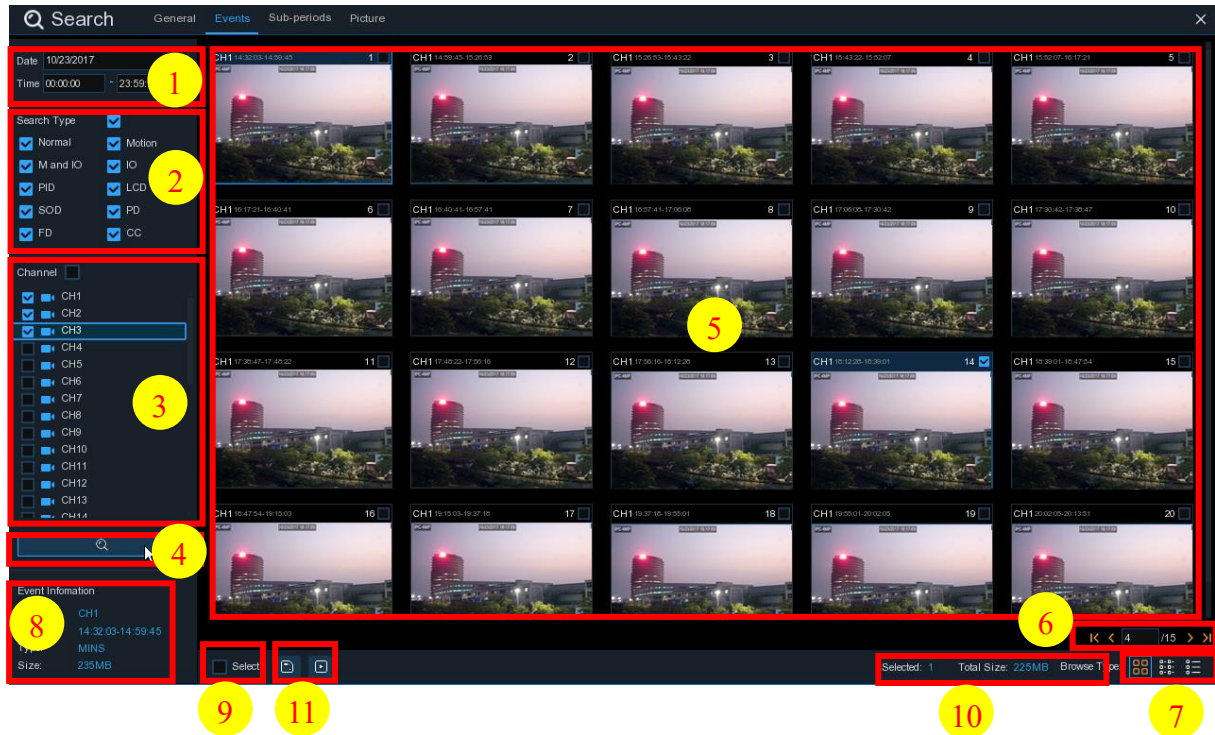 Search General Events Sub-periods Picture
Date 10/23/2017
Time 00:00:00 - 23:59:
1
Search Type
Normal Motion
M and IO IO
PID LCD
SOD PD
FD CC
2
Channel
CH1
CH2
CH3
CH4
CH5
CH6
CH7
CH8
CH9
CH10
CH11
CH12
CH13
CH14
3
4
Event Infomation
CH1
14:32:03-14:59:45
MINS
Size: 235MB
8
CH1 14:32:03-14:59:45 1 CH1 14:59:45-15:26:53 2 CH1 15:26:53-15:43:22 3 CH1 15:43:22-15:52:07 4 CH1 15:52:07-16:17:21 5
CH1 16:17:21-16:40:41 6 CH1 16:40:41-16:57:41 7 CH1 16:57:41-17:06:08 8 CH1 17:06:08-17:30:42 9 CH1 17:30:42-17:38:47 10
5
CH1 17:38:47-17:48:22 11 CH1 17:48:22-17:56:16 12 CH1 17:56:16-18:12:28 13 CH1 18:12:28-18:39:01 14 CH1 18:39:01-18:47:54 15
CH1 18:47:54-19:15:03 16 CH1 19:15:03-19:37:18 17 CH1 19:37:18-19:55:01 18 CH1 19:55:01-20:02:05 19 CH1 20:02:05-20:13:51 20
6
4 /15
Select
Selected: 1 Total Size: 225MB Browse Type
9 11 10 7